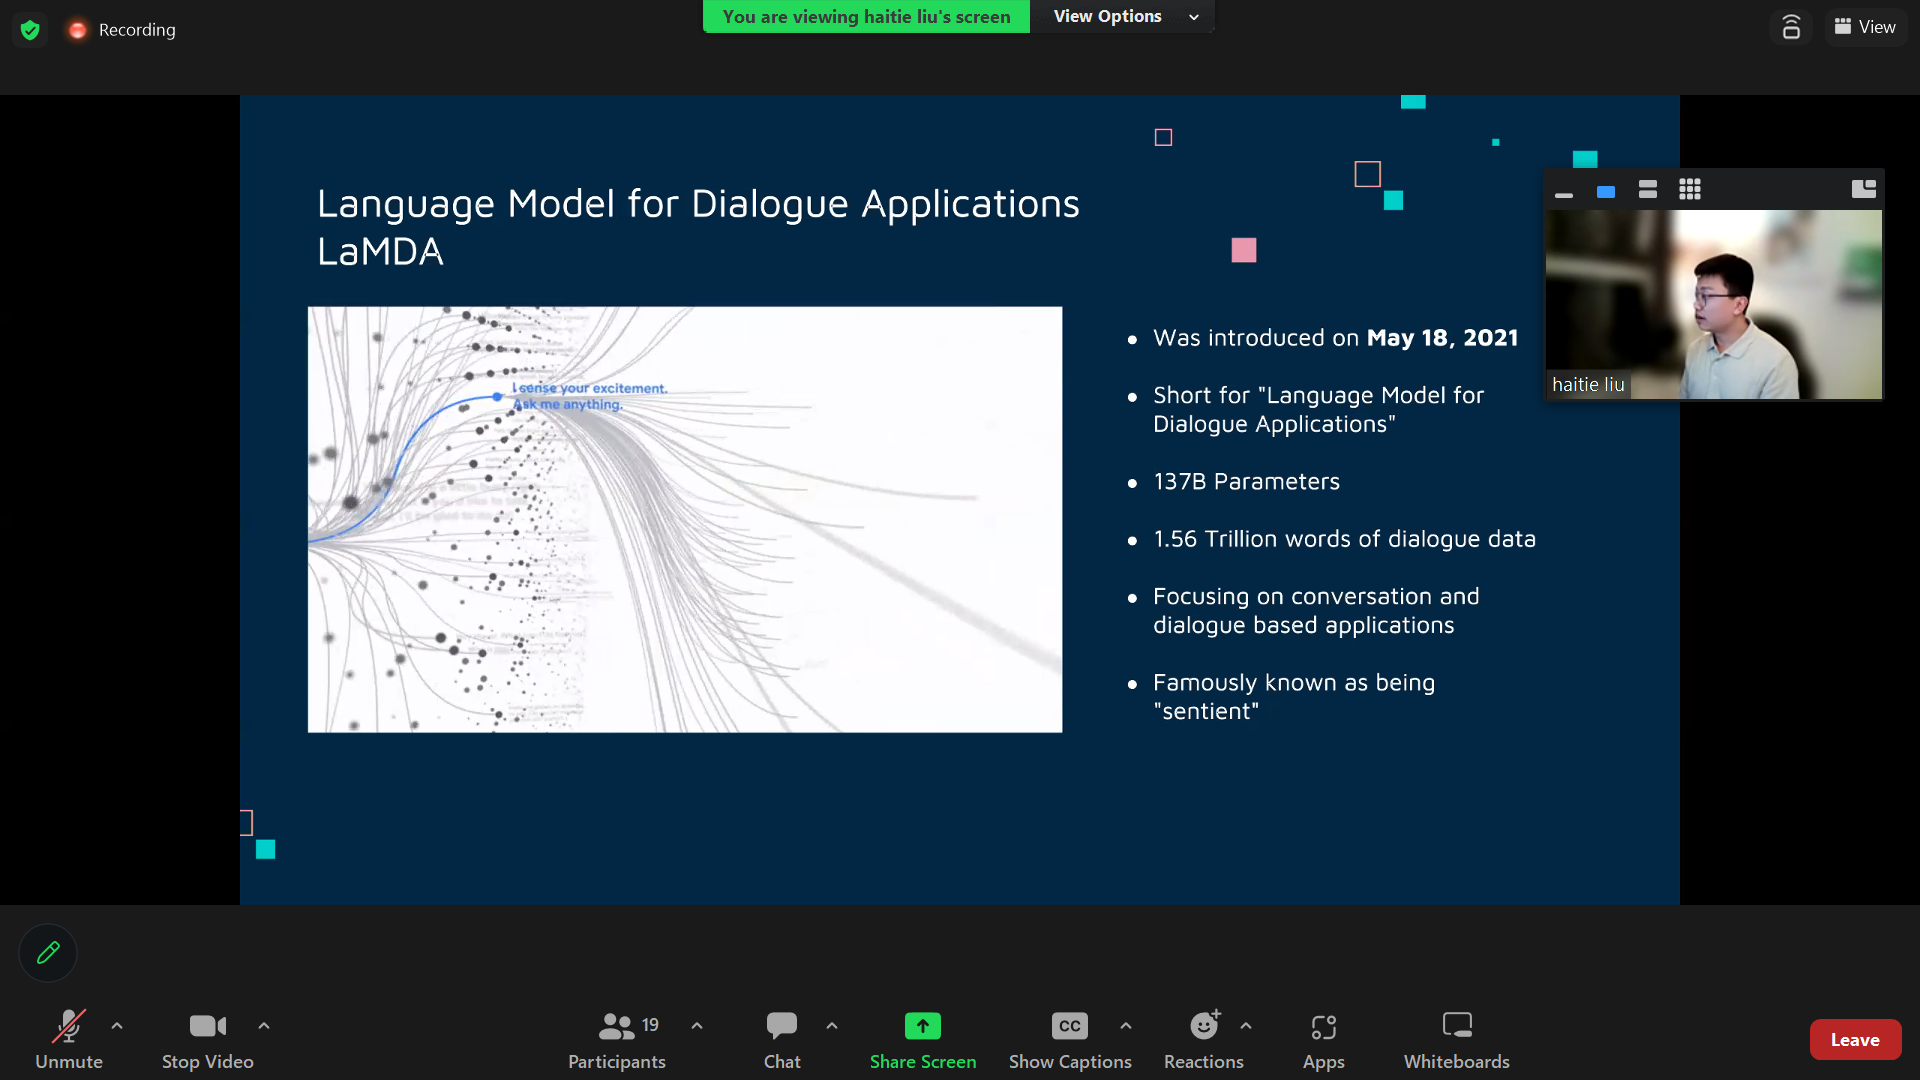 Recording
You are viewing haitie liu's screen
View Options
View
Language Model for Dialogue Applications
LaMDA
I sense your excitement.
Ask me anything.
• Was introduced on May 18, 2021
• Short for "Language Model for
Dialogue Applications"
• 137B Parameters
• 1.56 Trillion words of dialogue data
• Focusing on conversation and
dialogue based applications
• Famously known as being
"sentient"
haitie liu
Unmute
Stop Video
19
Participants
Chat
Share Screen
CC
Show Captions
Reactions
Apps
Whiteboards
Leave